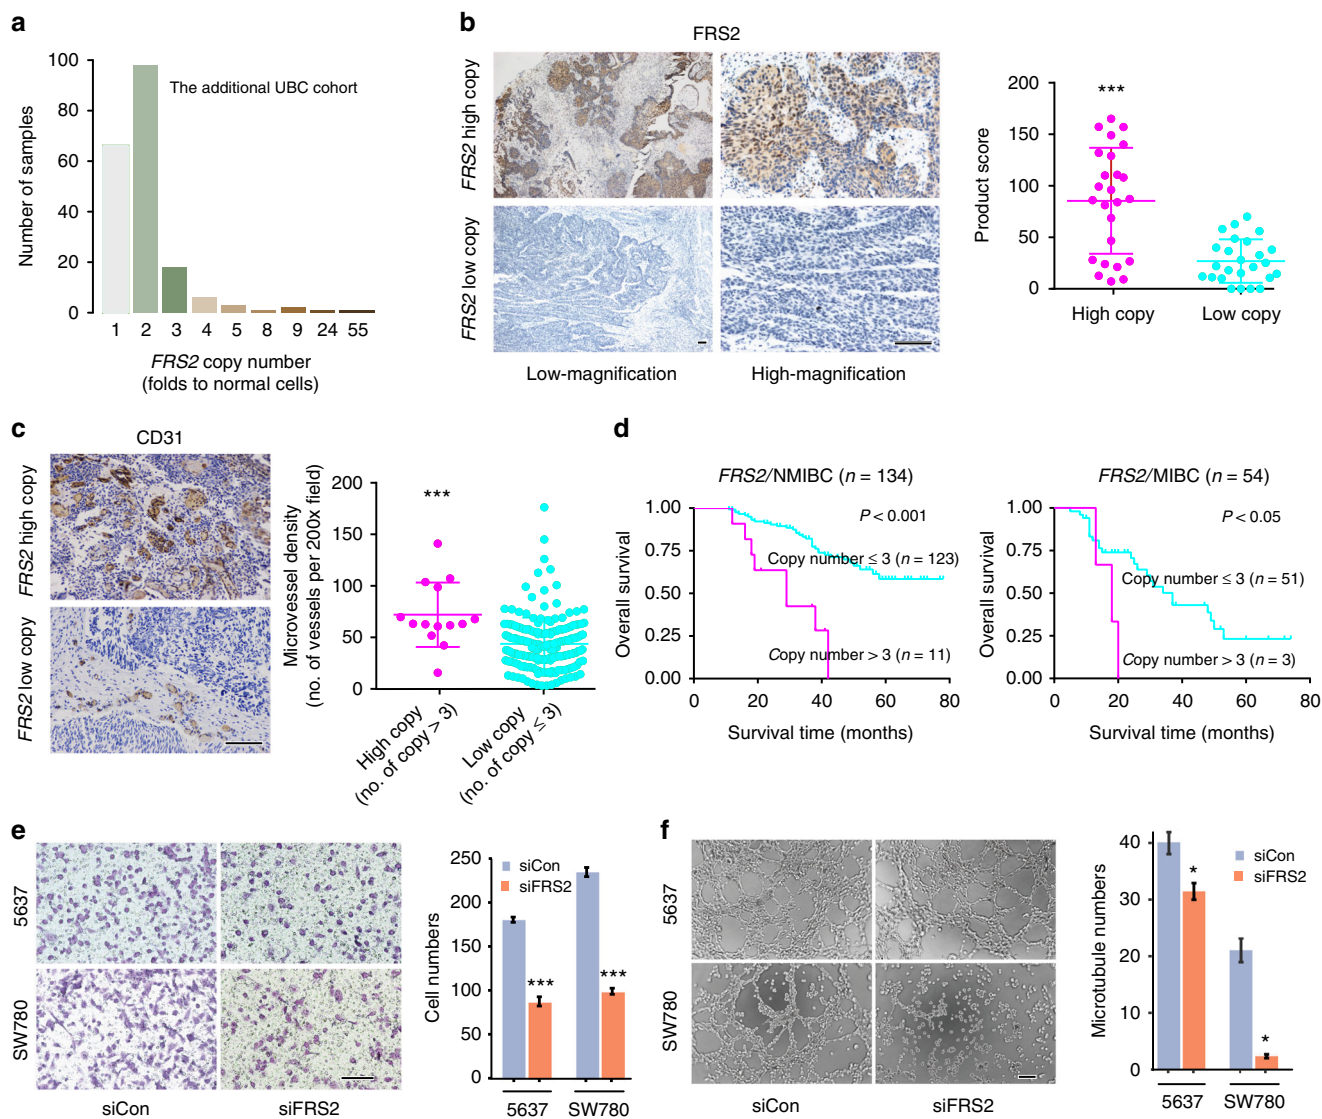 a
100
80
60
40
20
0
Number of samples
The additional UBC cohort
1 2 3 4 5 8 9 24 55
FRS2 copy number
(folds to normal cells)
b
FRS2
FRS2 high copy
FRS2 low copy
Low-magnification
High-magnification
Product score
200
150
100
50
0
***
High copy
Low copy
c
CD31
FRS2 high copy
FRS2 low copy
Microvessel density
(no. of vessels per 200x field)
200
150
100
50
0
***
High copy
(no. of copy > 3)
Low copy
(no. of copy ≤ 3)
d
FRS2/NMIBC (n = 134)
Overall survival
1.00
0.75
0.50
0.25
0.00
P < 0.001
Copy number ≤ 3 (n = 123)
Copy number > 3 (n = 11)
0 20 40 60 80
Survival time (months)
FRS2/MIBC (n = 54)
Overall survival
1.00
0.75
0.50
0.25
0.00
P < 0.05
Copy number ≤ 3 (n = 51)
Copy number > 3 (n = 3)
0 20 40 60 80
Survival time (months)
e
5637
SW780
siCon
siFRS2
Cell numbers
250
200
150
100
50
0
siCon
siFRS2
***
***
5637
SW780
f
5637
SW780
siCon
siFRS2
Microtubule numbers
40
30
20
10
0
siCon
siFRS2
*
*
5637
SW780